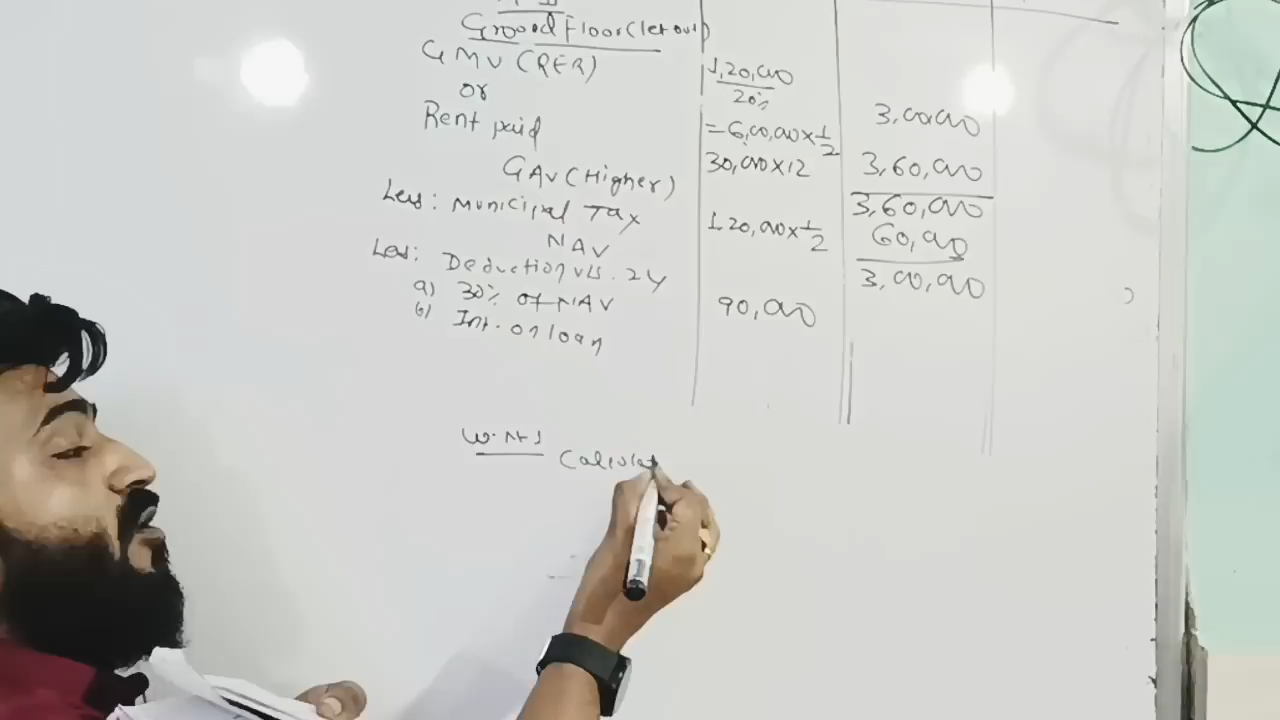 Groond Floor (let out)
GMV (RER) 1,20,000
20%
or
= 6,00,000 x 1/2 3,00,000
Rent paid 30,000 x 12 3,60,000
GAV (Higher) 3,60,000
Less: Municipal Tax 1,20,000 x 1/2 60,000
NAV 3,00,000
Less: Deduction u/s. 24
a) 30% of NAV 90,000
b) Int. on loan
W.N 1
Calculat